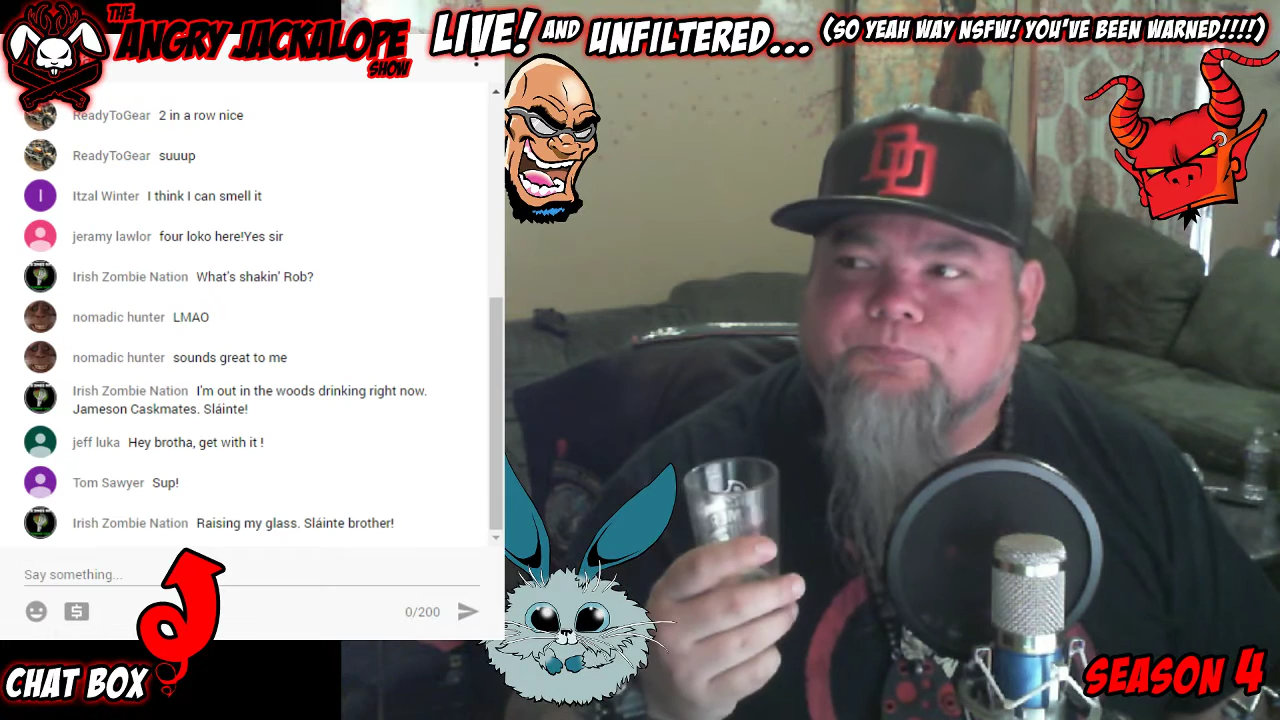 THE
ANGRY JACKALOPE
SHOW
LIVE! AND UNFILTERED... (SO YEAH WAY NSFW! YOU'VE BEEN WARNED!!!!)
ReadyToGear 2 in a row nice
ReadyToGear suuup
I Itzal Winter I think I can smell it
jeramy lawlor four loko here!Yes sir
Irish Zombie Nation What's shakin' Rob?
nomadic hunter LMAO
nomadic hunter sounds great to me
Irish Zombie Nation I'm out in the woods drinking right now.
Jameson Caskmates. Sláinte!
jeff luka Hey brotha, get with it !
Tom Sawyer Sup!
Irish Zombie Nation Raising my glass. Sláinte brother!
Say something...
0/200
CHAT BOX
SEASON 4